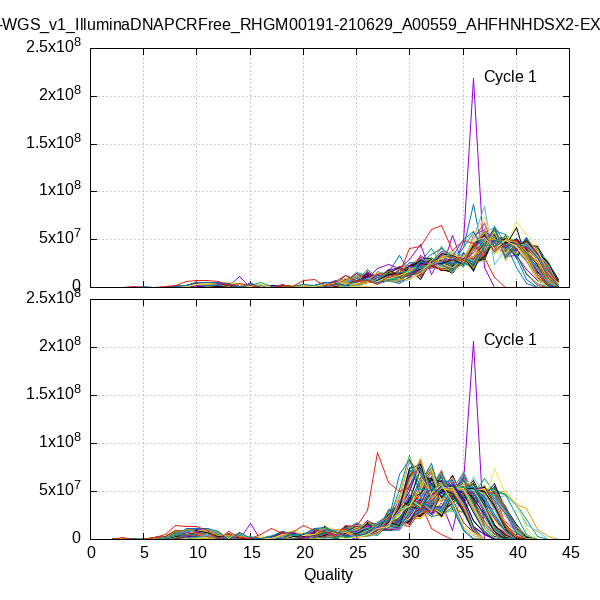 -WGS_v1_IlluminaDNAPCRFree_RHGM00191-210629_A00559_AHFHNHDSX2-EX
2.5x10^8
2x10^8
1.5x10^8
1x10^8
5x10^7
0
Cycle 1
2.5x10^8
2x10^8
1.5x10^8
1x10^8
5x10^7
0
Cycle 1
0 5 10 15 20 25 30 35 40 45
Quality